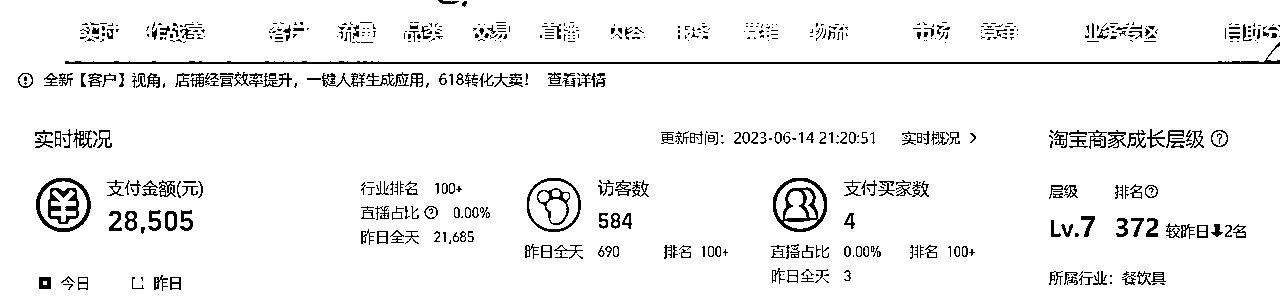 实时 作战室 客户 流量 品类 交易 直播 内容 服务 营销 物流 市场 竞争 业务专区
全新【客户】视角，店铺经营效率提升，一键人群生成应用，618转化大卖！ 查看详情
实时概况 更新时间：2023-06-14 21:20:51 实时概况 > 淘宝商家成长层级
支付金额(元) 行业排名 100+ 访客数 支付买家数 层级 排名
28,505 直播占比 0.00% 584 4 Lv.7 372 较昨日⬇2名
昨日全天 21,685 昨日全天 690 排名 100+ 直播占比 0.00% 排名 100+
昨日全天 3
今日 昨日 所属行业：餐饮具